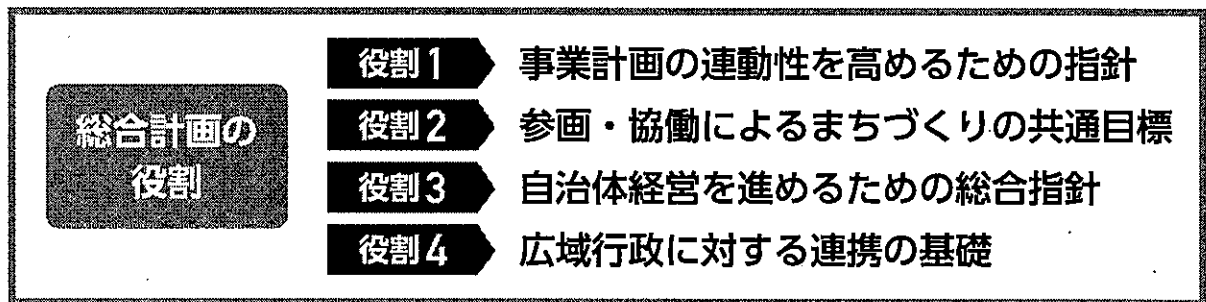 総合計画の
役割
役割1 事業計画の連動性を高めるための指針
役割2 参画・協働によるまちづくりの共通目標
役割3 自治体経営を進めるための総合指針
役割4 広域行政に対する連携の基礎